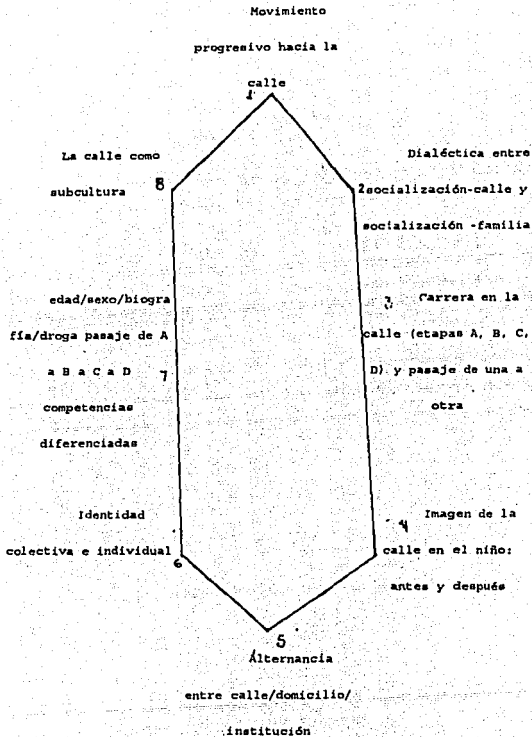 Movimiento
progresivo hacia la
calle
1
Dialéctica entre
2 socialización-calle y
socialización -familia
3 Carrera en la
calle (etapas A, B, C,
D) y pasaje de una a
otra
4 Imagen de la
calle en el niño:
antes y después
5
Alternancia
entre calle/domicilio/
institución
Identidad
colectiva e individual
6
edad/sexo/biogra
fía/droga pasaje de A
a B a C a D 7
competencias
diferenciadas
La calle como
8
subcultura